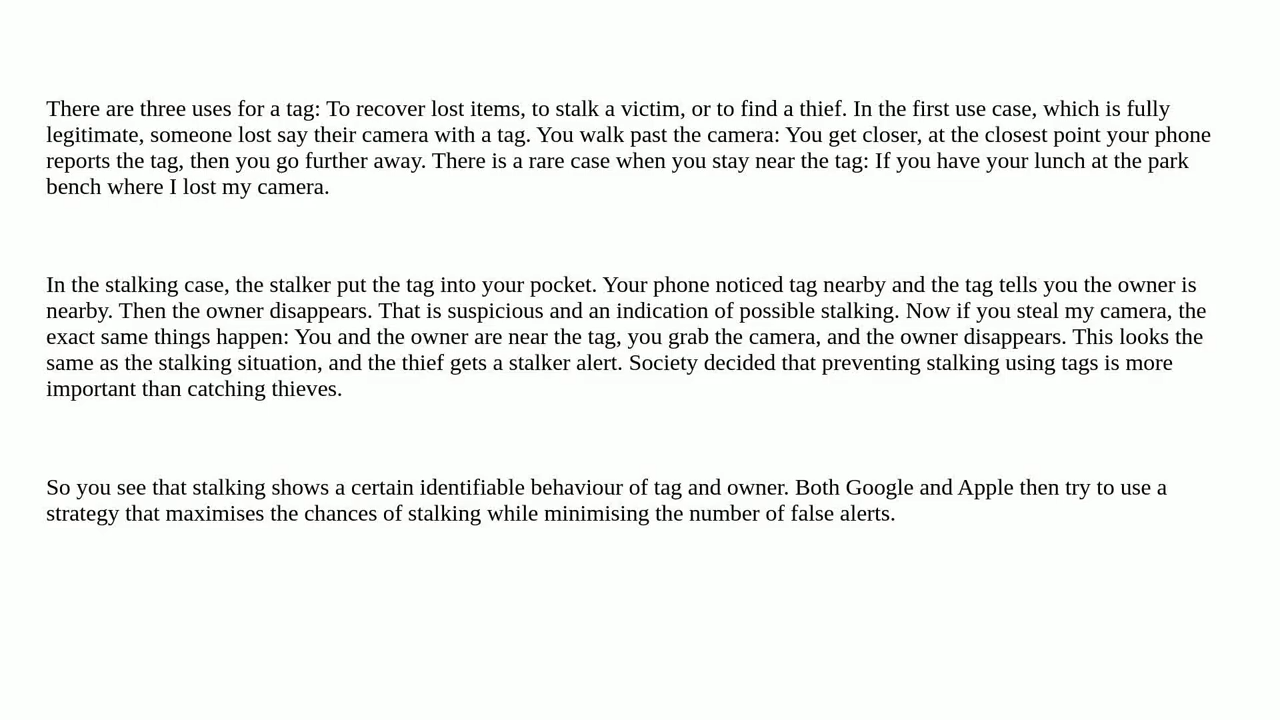 There are three uses for a tag: To recover lost items, to stalk a victim, or to find a thief. In the first use case, which is fully
legitimate, someone lost say their camera with a tag. You walk past the camera: You get closer, at the closest point your phone
reports the tag, then you go further away. There is a rare case when you stay near the tag: If you have your lunch at the park
bench where I lost my camera.
In the stalking case, the stalker put the tag into your pocket. Your phone noticed tag nearby and the tag tells you the owner is
nearby. Then the owner disappears. That is suspicious and an indication of possible stalking. Now if you steal my camera, the
exact same things happen: You and the owner are near the tag, you grab the camera, and the owner disappears. This looks the
same as the stalking situation, and the thief gets a stalker alert. Society decided that preventing stalking using tags is more
important than catching thieves.
So you see that stalking shows a certain identifiable behaviour of tag and owner. Both Google and Apple then try to use a
strategy that maximises the chances of stalking while minimising the number of false alerts.